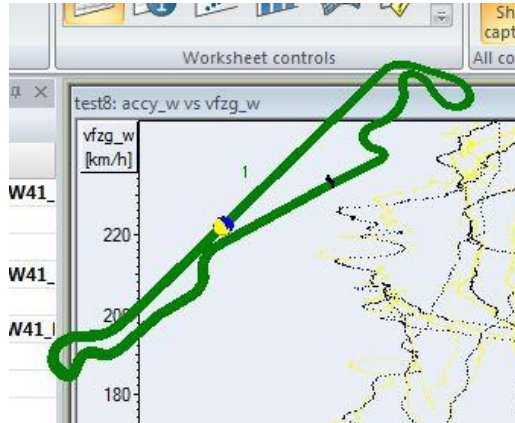 Sh
capt
Worksheet controls
All co
test8: accy_w vs vfzg_w
vfzg_w
[km/h]
W41_
1
220
W41_
200
W41_
180